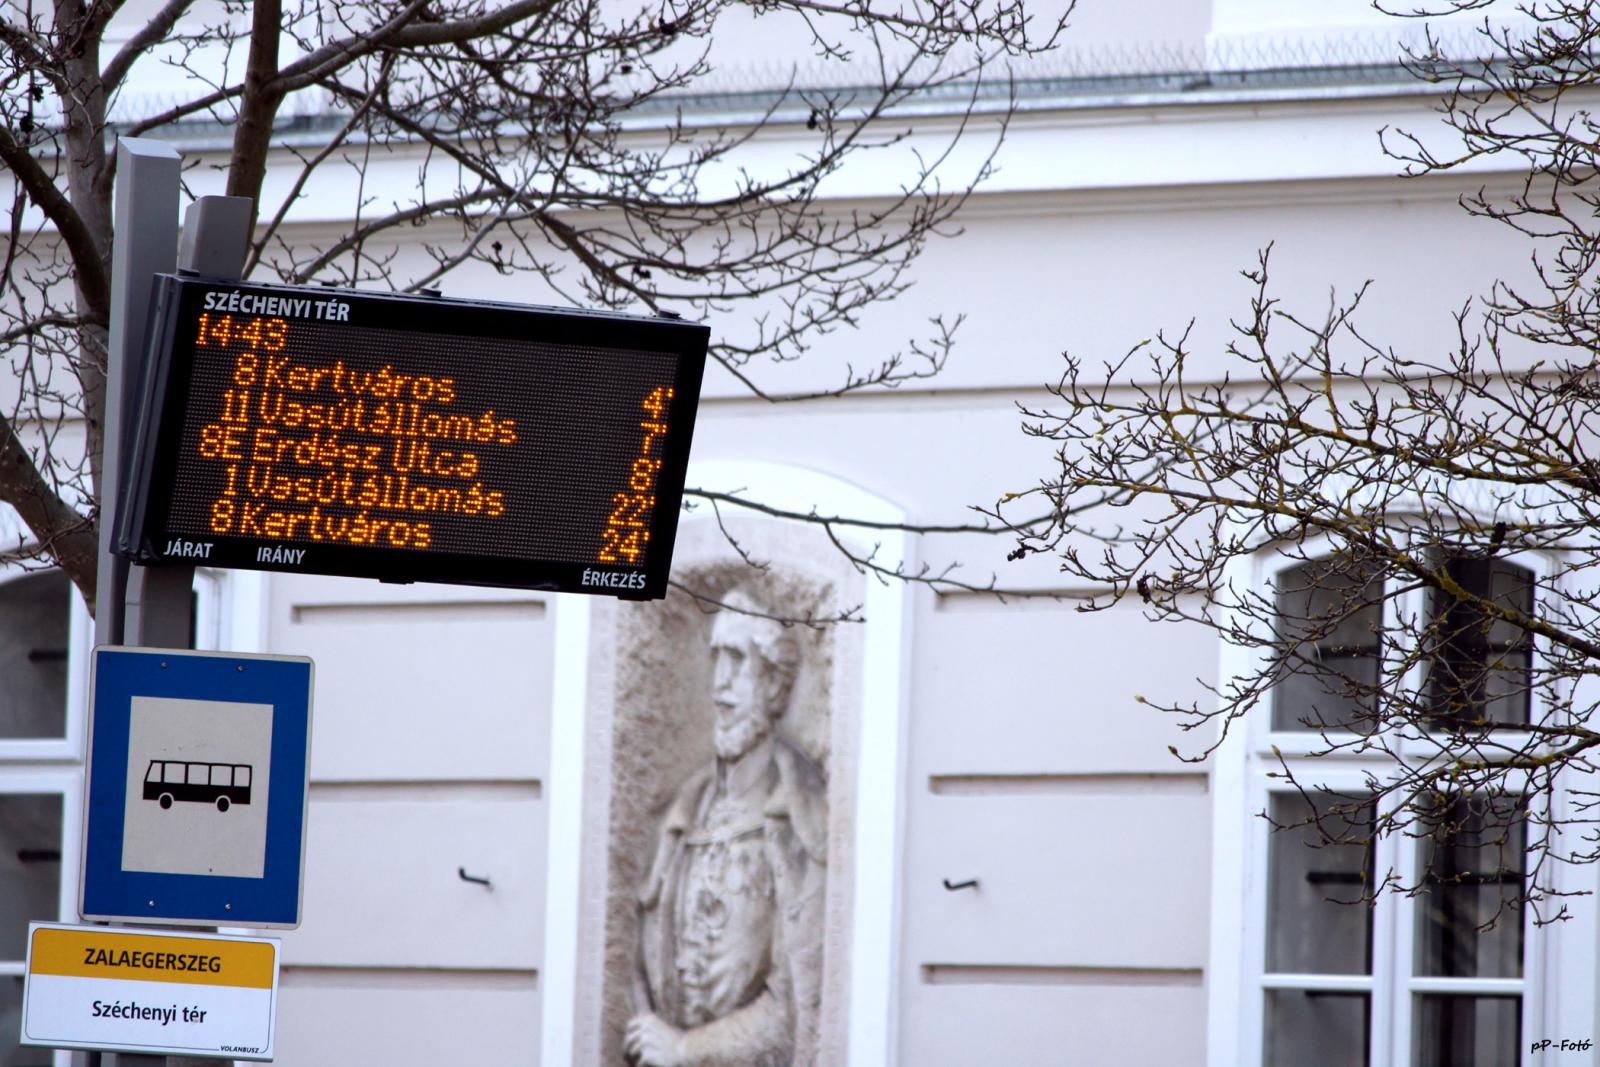 SZÉCHENYI TÉR
14:43
8 Kertváros 4'
11 Vasútállomás 7'
8E Erdész Utca 8'
1 Vasútállomás 22'
8 Kertváros 24'
JÁRAT IRÁNY ÉRKEZÉS
ZALAEGERSZEG
Széchenyi tér
VOLÁNBUSZ
pP-Fotó